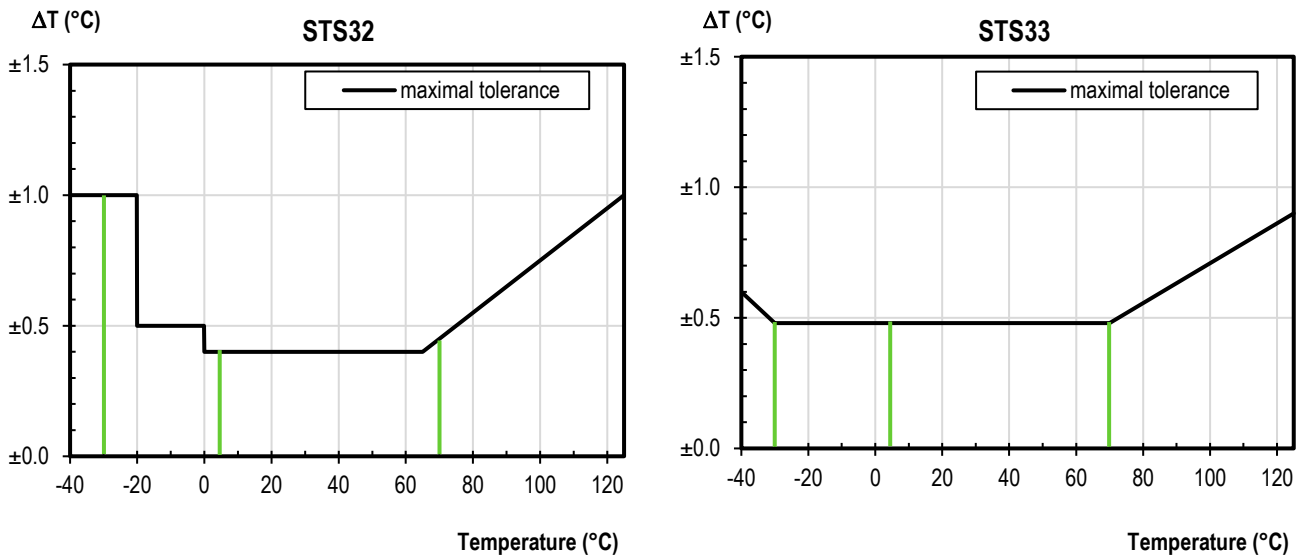 ΔT (°C)
STS32
±1.5
maximal tolerance
±1.0
±0.5
±0.0
-40 -20 0 20 40 60 80 100 120
Temperature (°C)
ΔT (°C)
STS33
±1.5
maximal tolerance
±1.0
±0.5
±0.0
-40 -20 0 20 40 60 80 100 120
Temperature (°C)